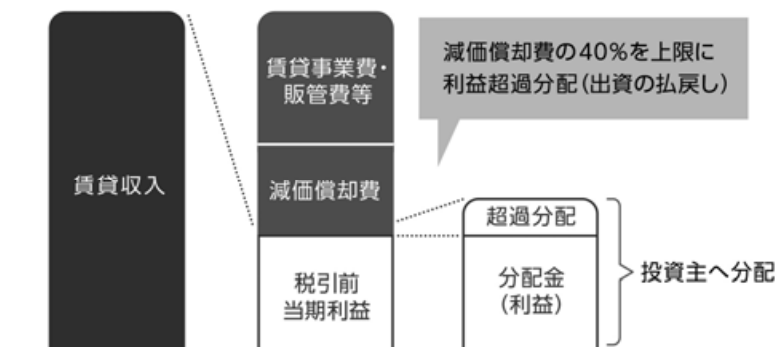 賃貸収入
賃貸事業費・
販管費等
減価償却費
税引前
当期利益
減価償却費の40%を上限に
利益超過分配(出資の払戻し)
超過分配
分配金
(利益)
投資主へ分配